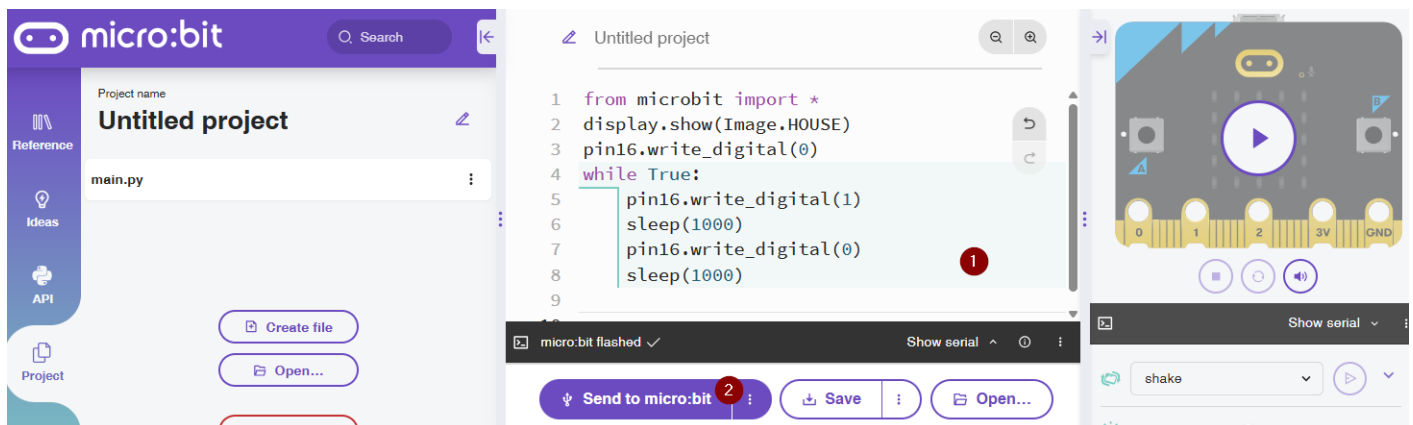 micro:bit
Search
Reference
Ideas
API
Project
Project name
Untitled project
main.py
Create file
Open...
Untitled project
1 from microbit import *
2 display.show(Image.HOUSE)
3 pin16.write_digital(0)
4 while True:
5 pin16.write_digital(1)
6 sleep(1000)
7 pin16.write_digital(0)
8 sleep(1000)
9
1
micro:bit flashed
Show serial
Send to micro:bit
2
Save
Open...
A
B
0 1 2 3V GND
Show serial
shake